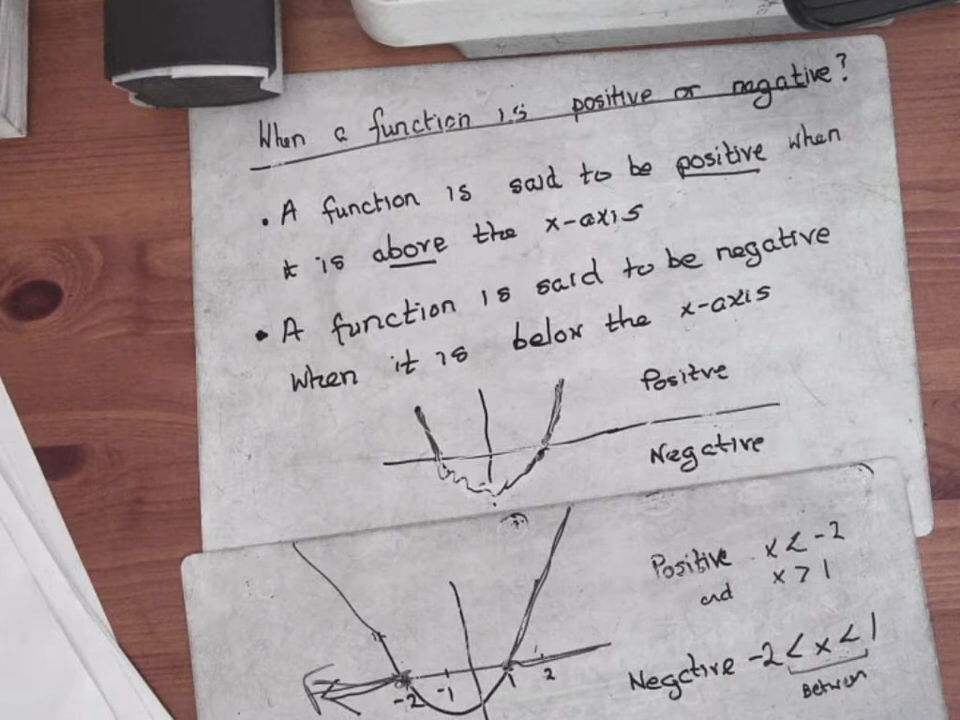 When a function is positive or nagative?
• A function is said to be positive when
it is above the x-axis
• A function is said to be negative
when it is below the x-axis
Positve
Negative
Positive x < -2
and x > 1
Negative -2 < x < 1
Between
-2 -1 1 2